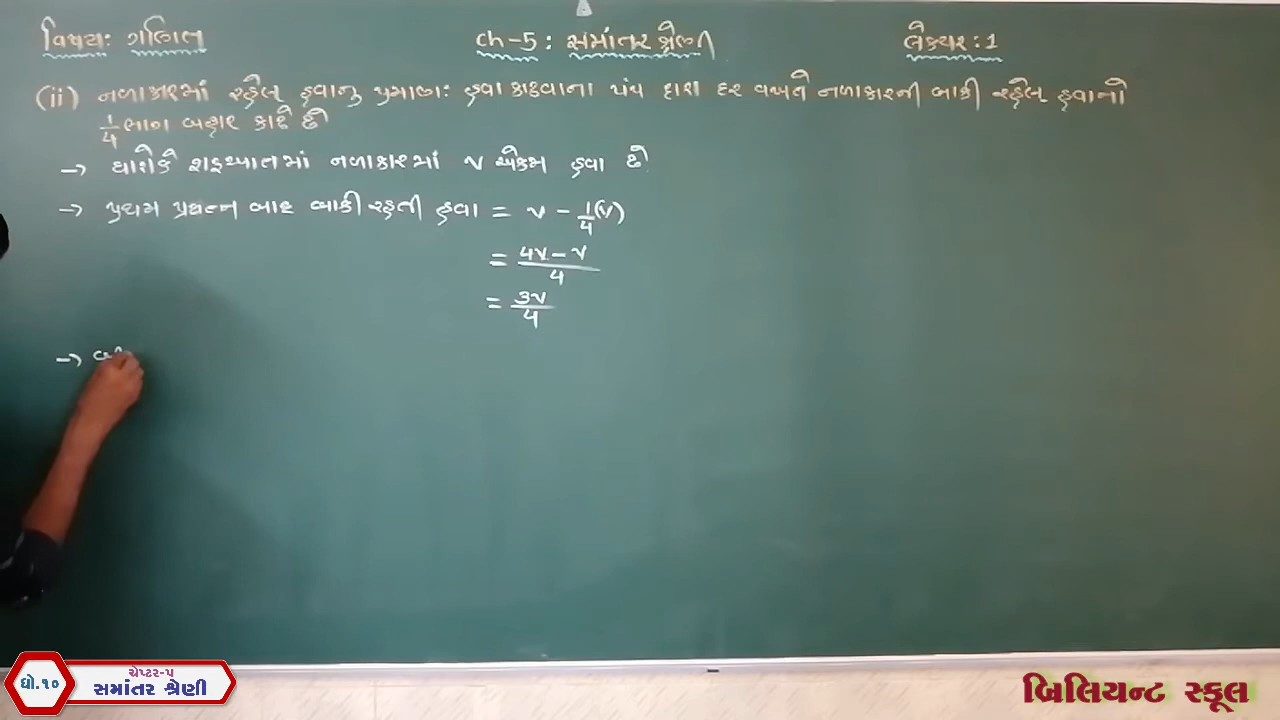 વિષય: ગણિત
ch-5: સમાંતર શ્રેણી
લેક્ચર: 1
(ii) નળાકારમાં રહેલ હવાનુ પ્રમાણ: હવા કાઢવાના પંપ દ્વારા દર વખતે નળાકારની બાકી રહેલ હવાનો
1/4 ભાગ બહાર કાઢે છે
→ ધારોકે શરૂઆતમાં નળાકારમાં v એકમ હવા છે
→ પ્રથમ પ્રયત્ન બાદ બાકી રહતી હવા = v - 1/4(v)
= 4v - v / 4
= 3v / 4
→
ધો.૧૦
ચેપ્ટર-૫
સમાંતર શ્રેણી
બ્રિલિયન્ટ સ્કૂલ